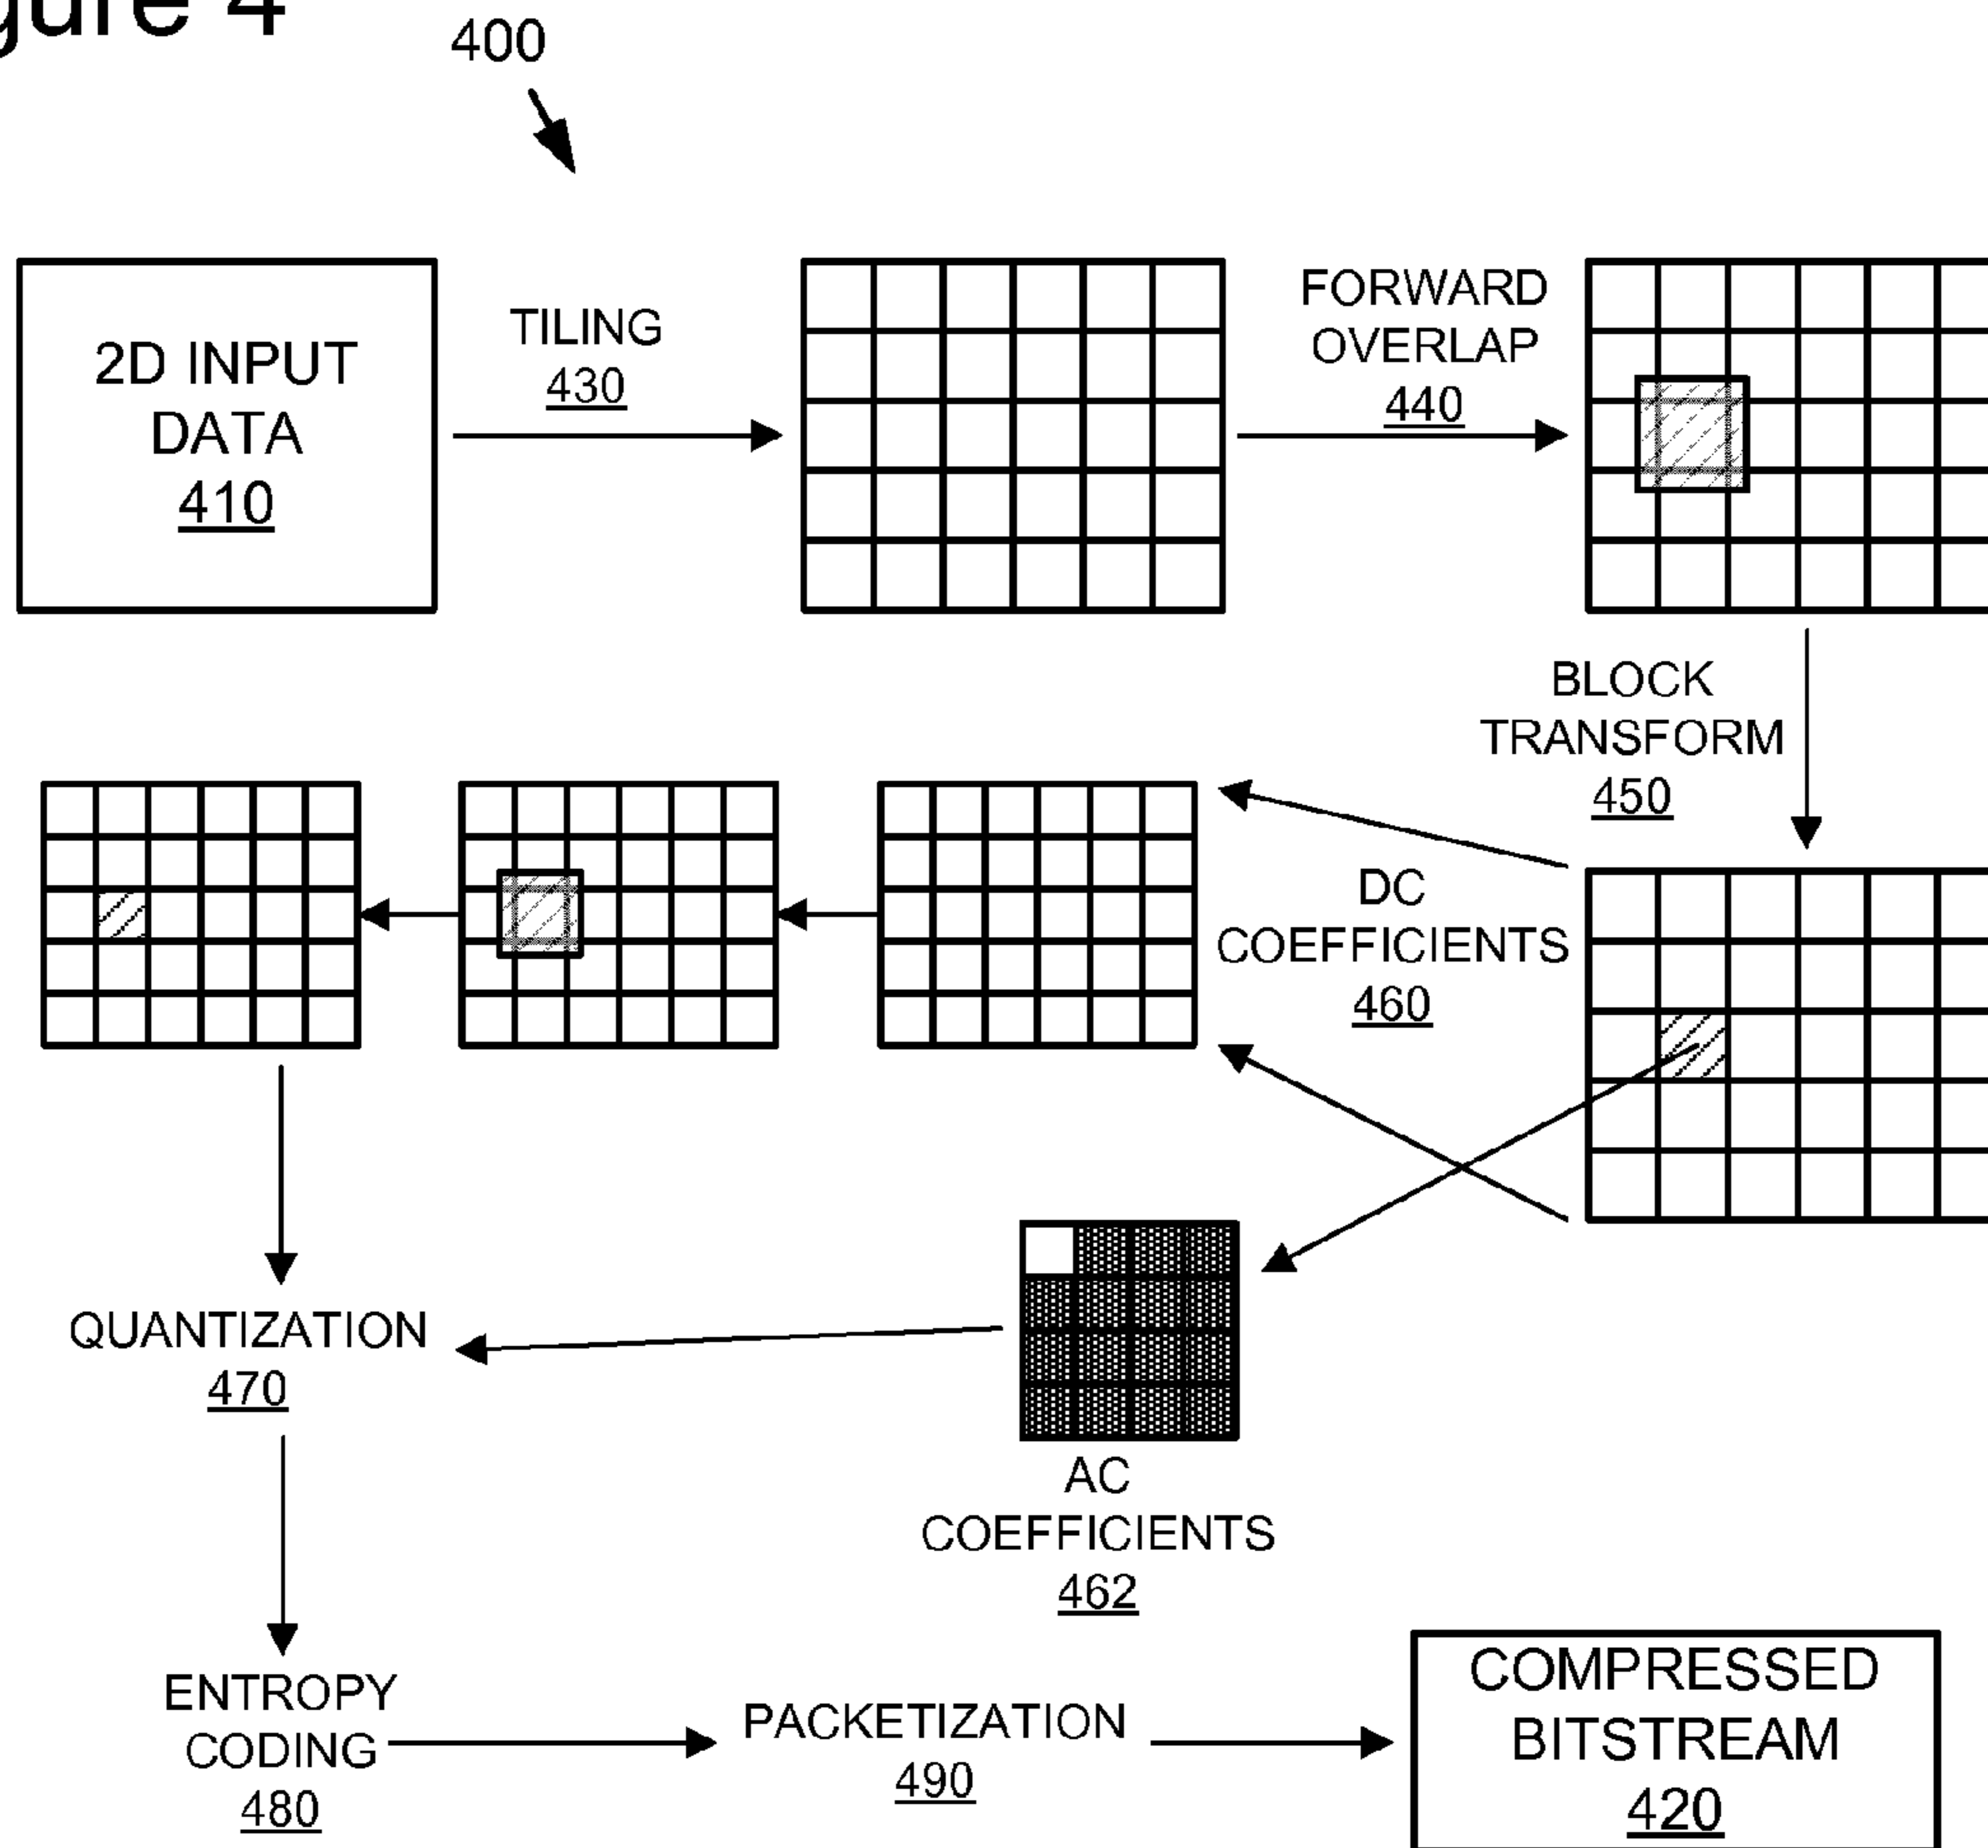 gure 4
400
2D INPUT
DATA
410
TILING
430
FORWARD
OVERLAP
440
BLOCK
TRANSFORM
450
DC
COEFFICIENTS
460
QUANTIZATION
470
AC
COEFFICIENTS
462
ENTROPY
CODING
480
PACKETIZATION
490
COMPRESSED
BITSTREAM
420